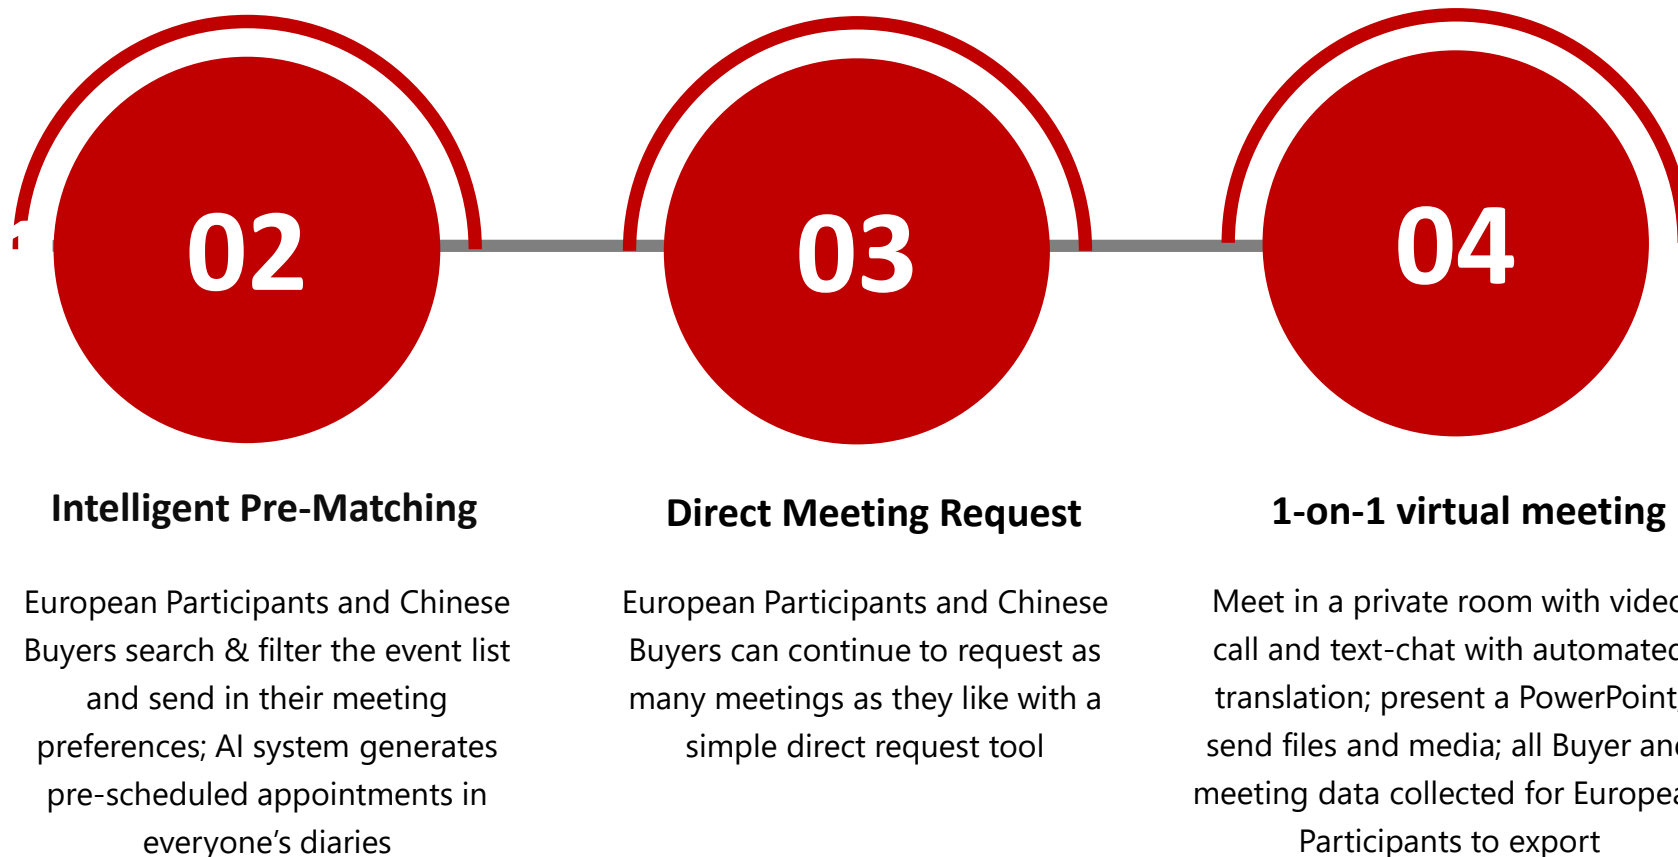 02
03
04
Intelligent Pre-Matching
European Participants and Chinese
Buyers search & filter the event list
and send in their meeting
preferences; AI system generates
pre-scheduled appointments in
everyone’s diaries
Direct Meeting Request
European Participants and Chinese
Buyers can continue to request as
many meetings as they like with a
simple direct request tool
1-on-1 virtual meeting
Meet in a private room with video
call and text-chat with automated
translation; present a PowerPoint,
send files and media; all Buyer and
meeting data collected for European
Participants to export